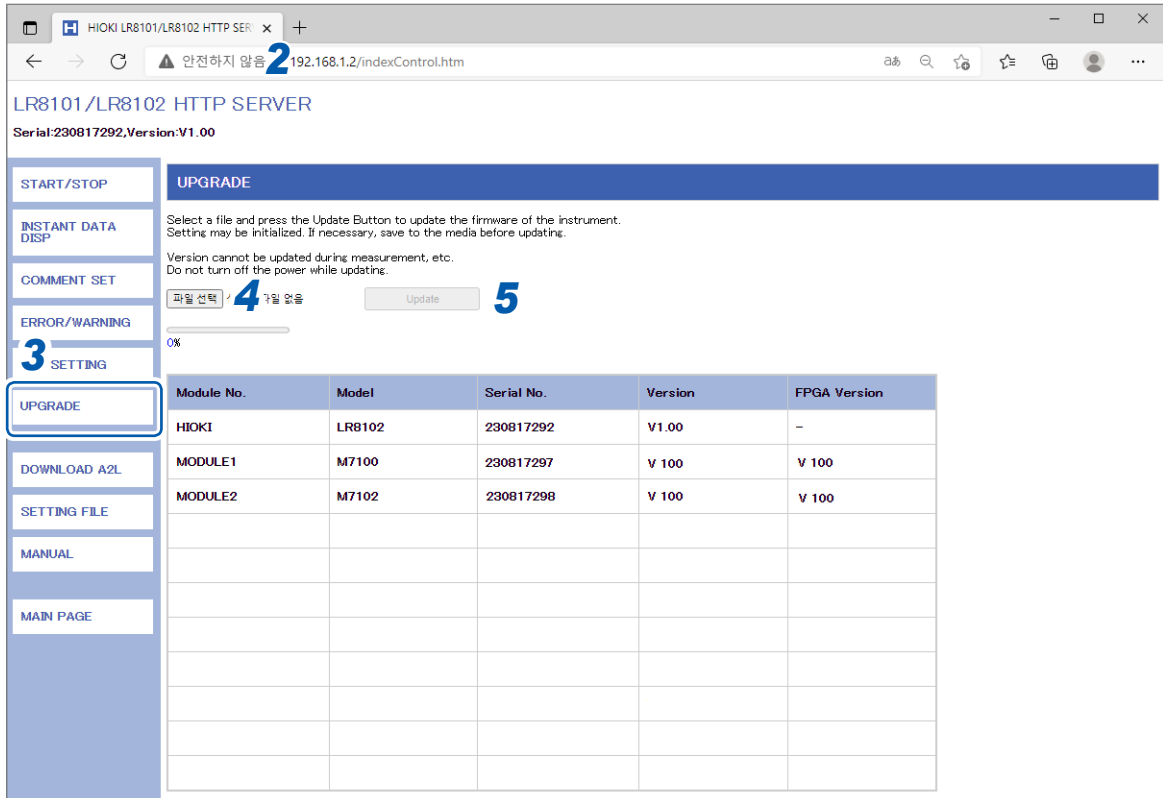 HIOKI LR8101/LR8102 HTTP SER
안전하지 않음
2
192.168.1.2/indexControl.htm
LR8101/LR8102 HTTP SERVER
Serial:230817292,Version:V1.00
START/STOP
INSTANT DATA
DISP
COMMENT SET
ERROR/WARNING
3
SETTING
UPGRADE
DOWNLOAD A2L
SETTING FILE
MANUAL
MAIN PAGE
UPGRADE
Select a file and press the Update Button to update the firmware of the instrument.
Setting may be initialized. If necessary, save to the media before updating.
Version cannot be updated during measurement, etc.
Do not turn off the power while updating.
파일 선택 4 없음 Update 5
0%
Module No. Model Serial No. Version FPGA Version
HIOKI LR8102 230817292 V1.00 -
MODULE1 M7100 230817297 V 100 V 100
MODULE2 M7102 230817298 V 100 V 100